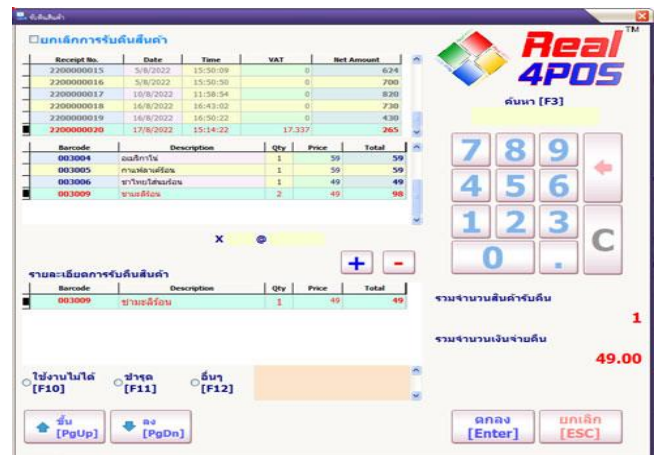 รับคืนสินค้า
ยกเลิกการรับคืนสินค้า
Receipt No. Date Time VAT Net Amount
2200000015 5/8/2022 15:50:09 0 624
2200000016 5/8/2022 15:50:50 0 700
2200000017 10/8/2022 11:58:54 0 820
2200000018 16/8/2022 16:43:02 0 730
2200000019 16/8/2022 16:50:22 0 430
2200000020 17/8/2022 15:14:22 17.337 265
Barcode Description Qty Price Total
003004 อเมริกาโน่ 1 59 59
003005 กาแฟลาเต้ร้อน 1 59 59
003006 ชาไทยใส่นมร้อน 1 49 49
003009 ชามะลิร้อน 2 49 98
X @
+ -
รายละเอียดการรับคืนสินค้า
Barcode Description Qty Price Total
003009 ชามะลิร้อน 1 49 49
ใช้งานไม่ได้ [F10]
ชำรุด [F11]
อื่นๆ [F12]
ขึ้น [PgUp]
ลง [PgDn]
Real TM
4POS
ค้นหา [F3]
7 8 9
4 5 6
1 2 3 C
0 .
รวมจำนวนสินค้ารับคืน
1
รวมจำนวนเงินจ่ายคืน
49.00
ตกลง [Enter]
ยกเลิก [ESC]